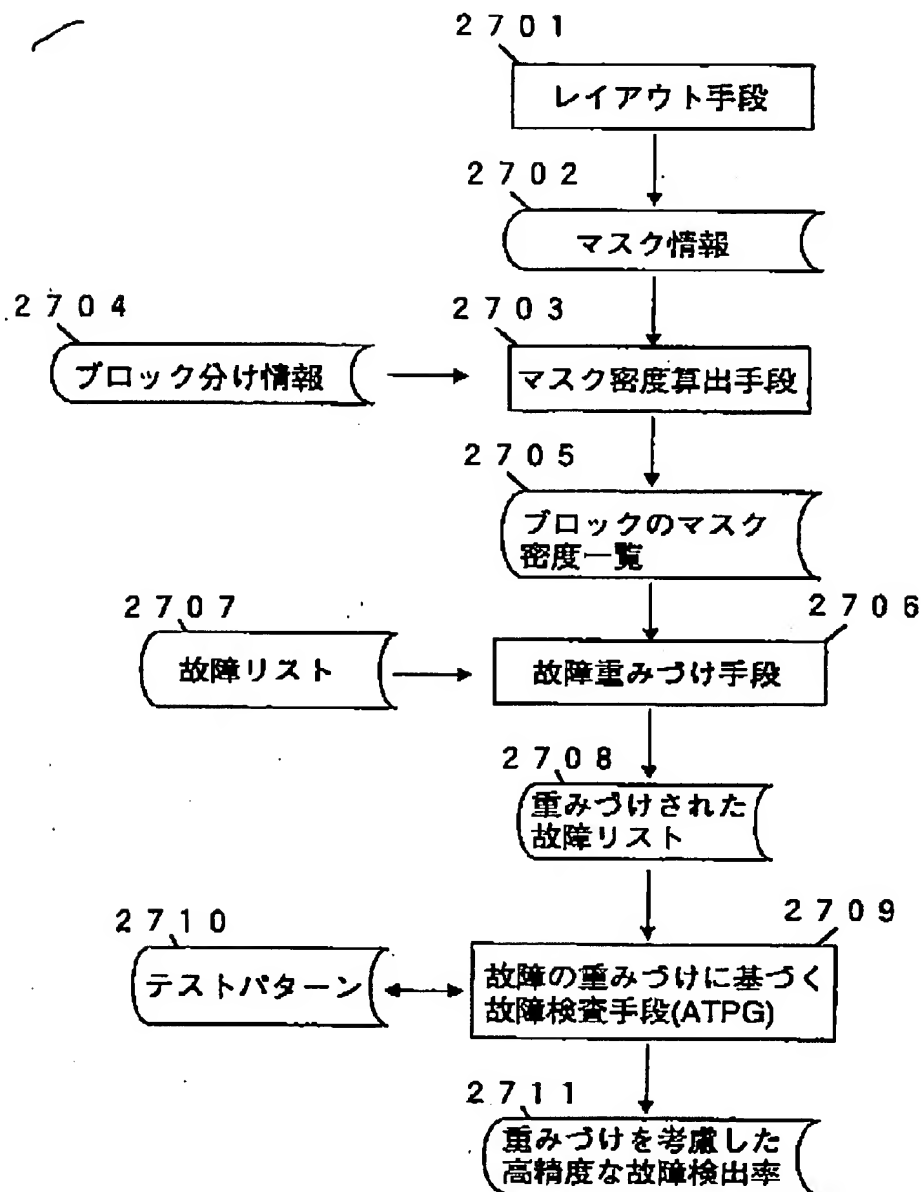 2701
レイアウト手段
2702
マスク情報
2704
2703
ブロック分け情報
マスク密度算出手段
2705
ブロックのマスク
密度一覧
2707
2706
故障リスト
故障重みづけ手段
2708
重みづけされた
故障リスト
2710
2709
テストパターン
故障の重みづけに基づく
故障検査手段(ATPG)
2711
重みづけを考慮した
高精度な故障検出率